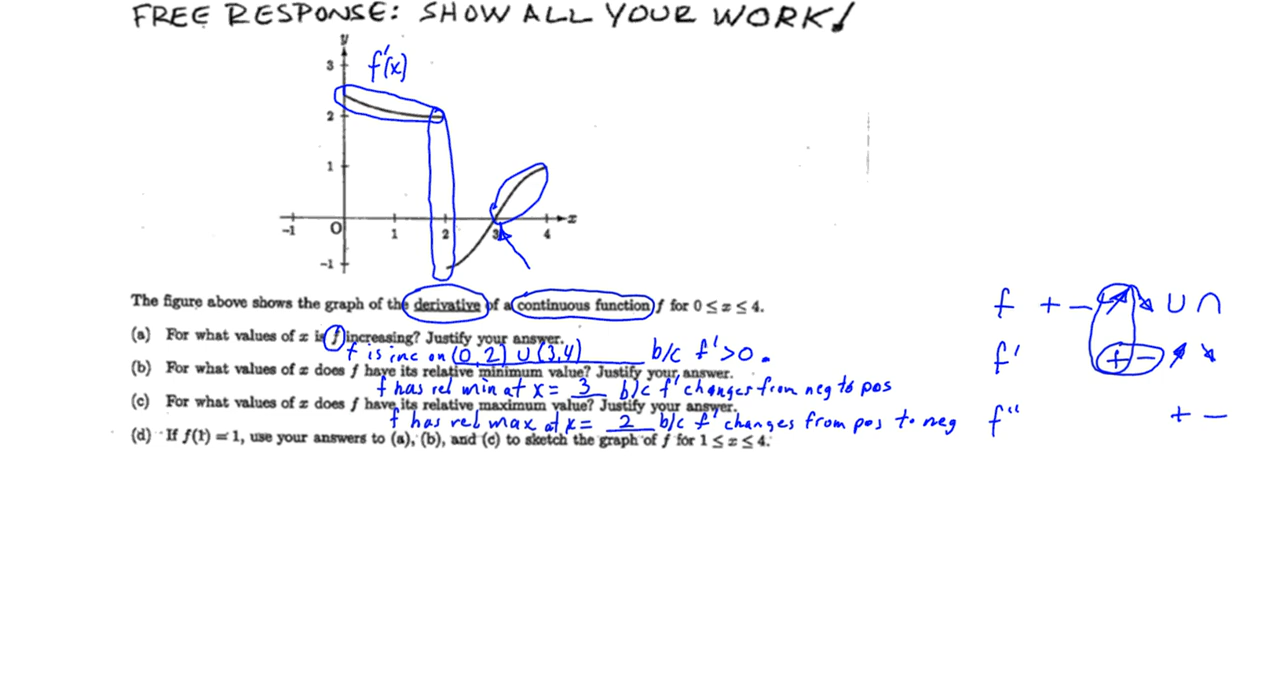 FREE RESPONSE: SHOW ALL YOUR WORK!
y
3 f'(x)
2
1
-1 O 1 2 3 4 x
-1
The figure above shows the graph of the derivative of a continuous function f for 0 ≤ x ≤ 4.
f + - ∪ ∩
(a) For what values of x is f increasing? Justify your answer.
f is inc on (0,2) ∪ (3,4) b/c f'>0.
f' + -
(b) For what values of x does f have its relative minimum value? Justify your answer.
f has rel min at x = 3 b/c f' changes from neg to pos
(c) For what values of x does f have its relative maximum value? Justify your answer.
f has rel max at x = 2 b/c f' changes from pos to neg
f'' + -
(d) If f(1) = 1, use your answers to (a), (b), and (c) to sketch the graph of f for 1 ≤ x ≤ 4.